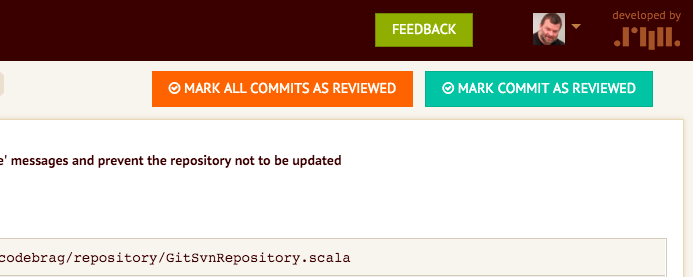 FEEDBACK
developed by
MARK ALL COMMITS AS REVIEWED
MARK COMMIT AS REVIEWED
e' messages and prevent the repository not to be updated
codebrag/repository/GitSvnRepository.scala